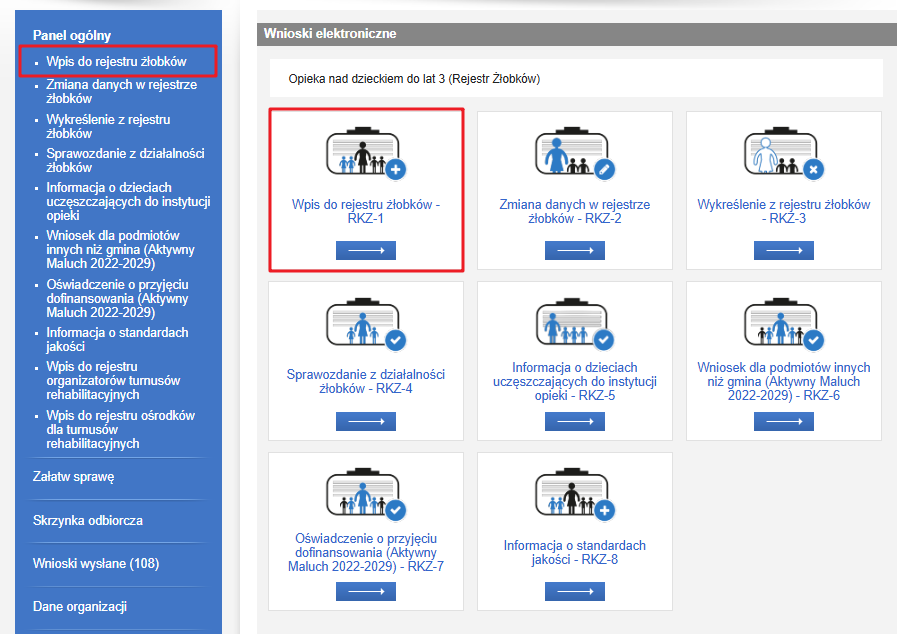 Panel ogólny
Wpis do rejestru żłobków
Zmiana danych w rejestrze
żłobków
Wykreślenie z rejestru
żłobków
Sprawozdanie z działalności
żłobków
Informacja o dzieciach
uczęszczających do instytucji
opieki
Wniosek dla podmiotów
innych niż gmina (Aktywny
Maluch 2022-2029)
Oświadczenie o przyjęciu
dofinansowania (Aktywny
Maluch 2022-2029)
Informacja o standardach
jakości
Wpis do rejestru
organizatorów turnusów
rehabilitacyjnych
Wpis do rejestru ośrodków
dla turnusów
rehabilitacyjnych
Załatw sprawę
Skrzynka odbiorcza
Wnioski wysłane (108)
Dane organizacji
Wnioski elektroniczne
Opieka nad dzieckiem do lat 3 (Rejestr Żłobków)
Wpis do rejestru żłobków -
RKZ-1
Zmiana danych w rejestrze
żłobków - RKZ-2
Wykreślenie z rejestru żłobków
- RKZ-3
Sprawozdanie z działalności
żłobków - RKZ-4
Informacja o dzieciach
uczęszczających do instytucji
opieki - RKZ-5
Wniosek dla podmiotów innych
niż gmina (Aktywny Maluch
2022-2029) - RKZ-6
Oświadczenie o przyjęciu
dofinansowania (Aktywny
Maluch 2022-2029) - RKZ-7
Informacja o standardach
jakości - RKZ-8